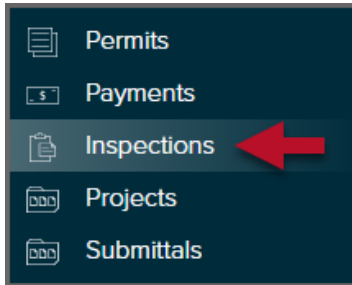 Permits
Payments
Inspections
Projects
Submittals